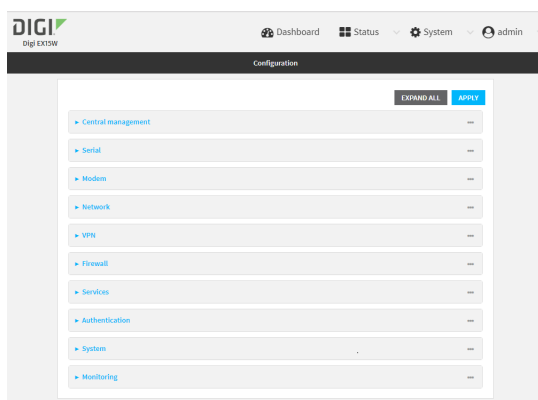 DIGI
Digi EX15W
Dashboard Status System admin
Configuration
EXPAND ALL APPLY
Central management
Serial
Modem
Network
VPN
Firewall
Services
Authentication
System
Monitoring